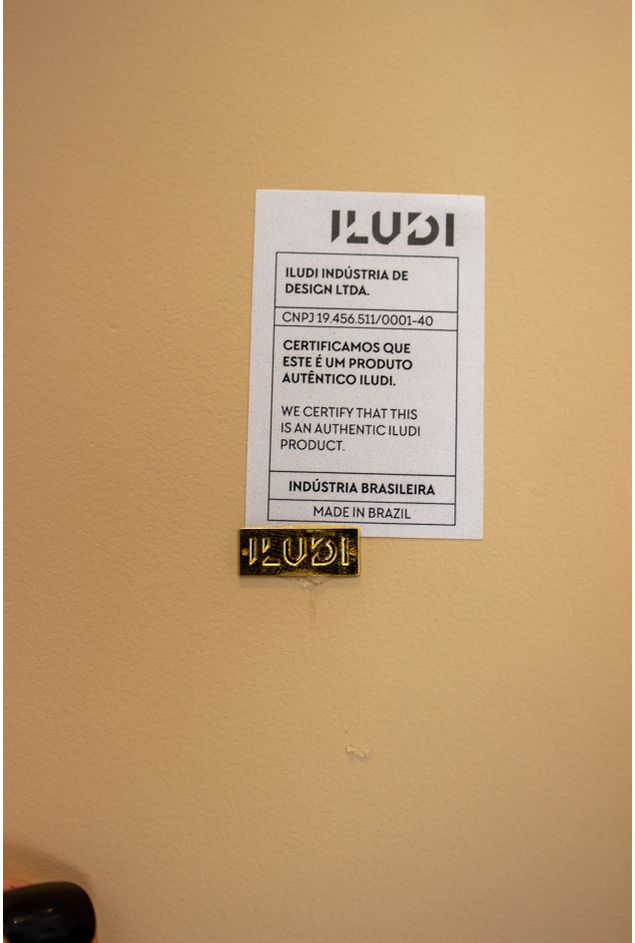 ILUDI
ILUDI INDÚSTRIA DE
DESIGN LTDA.
CNPJ 19.456.511/0001-40
CERTIFICAMOS QUE
ESTE É UM PRODUTO
AUTÊNTICO ILUDI.
WE CERTIFY THAT THIS
IS AN AUTHENTIC ILUDI
PRODUCT.
INDÚSTRIA BRASILEIRA
MADE IN BRAZIL
ILUDI